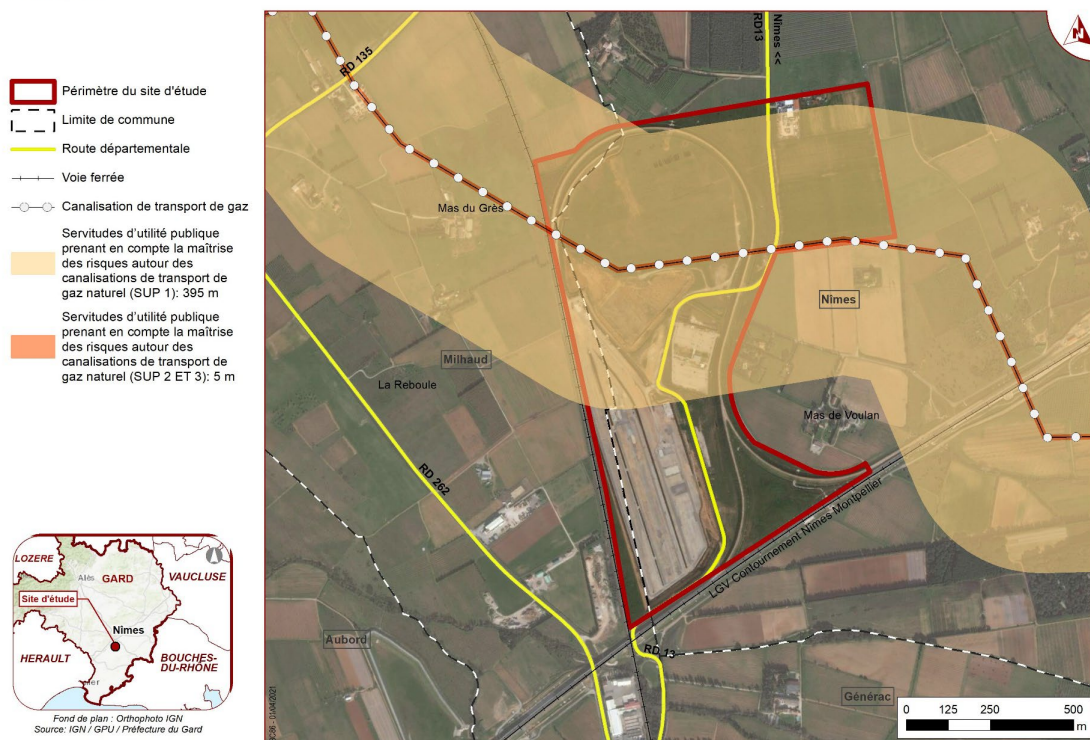 Périmètre du site d'étude
Limite de commune
Route départementale
Voie ferrée
Canalisation de transport de gaz
Servitudes d'utilité publique
prenant en compte la maîtrise
des risques autour des
canalisations de transport de
gaz naturel (SUP 1): 395 m
Servitudes d'utilité publique
prenant en compte la maîtrise
des risques autour des
canalisations de transport de
gaz naturel (SUP 2 ET 3): 5 m
LOZERE
Alès
GARD
VAUCLUSE
Site d'étude
Nîmes
HERAULT
BOUCHES-
DU-RHÔNE
Fond de plan : Orthophoto IGN
Source: IGN / GPU / Préfecture du Gard
RD 135
RD13
Nîmes <<
N
Mas du Grès
Nîmes
Milhaud
La Reboule
Mas de Voulan
RD 262
LGV Contournement Nîmes Montpellier
Aubord
RD 13
Générac
0 125 250 500
m